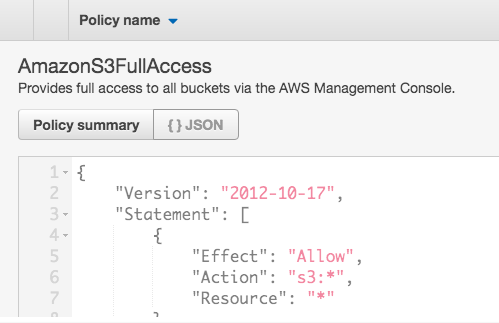 Policy name
AmazonS3FullAccess
Provides full access to all buckets via the AWS Management Console.
Policy summary { } JSON
1 {
2 "Version": "2012-10-17",
3 "Statement": [
4 {
5 "Effect": "Allow",
6 "Action": "s3:*",
7 "Resource": "*"
8 }